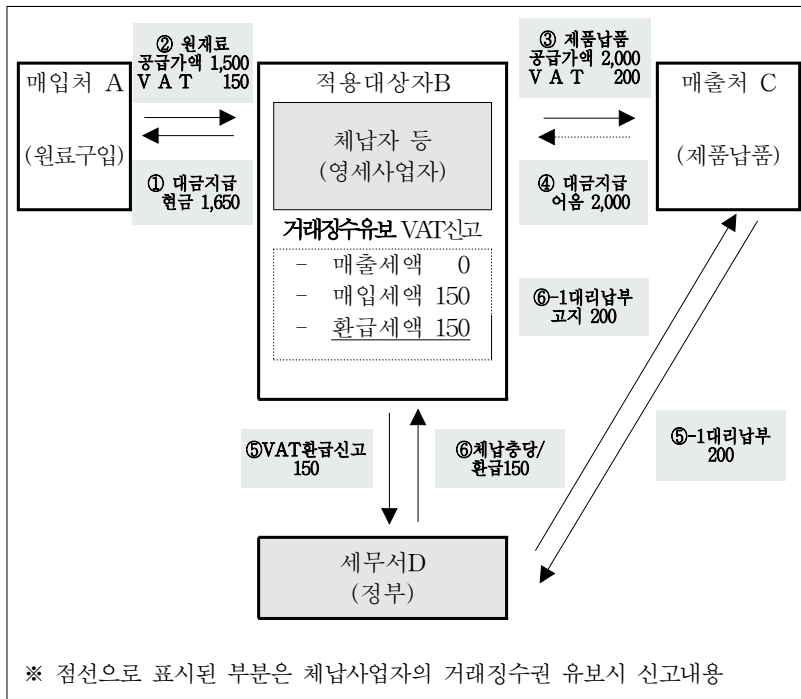 ② 원재료
공급가액 1,500
V A T 150
③ 제품납품
공급가액 2,000
V A T 200
매입처 A
(원료구입)
적용대상자B
체납자 등
(영세사업자)
매출처 C
(제품납품)
① 대금지급
현금 1,650
④ 대금지급
어음 2,000
거래징수유보 VAT신고
- 매출세액 0
- 매입세액 150
- 환급세액 150
⑥-1대리납부
고지 200
⑤VAT환급신고
150
⑥체납충당/
환급150
⑤-1대리납부
200
세무서D
(정부)
※ 점선으로 표시된 부분은 체납사업자의 거래징수권 유보시 신고내용